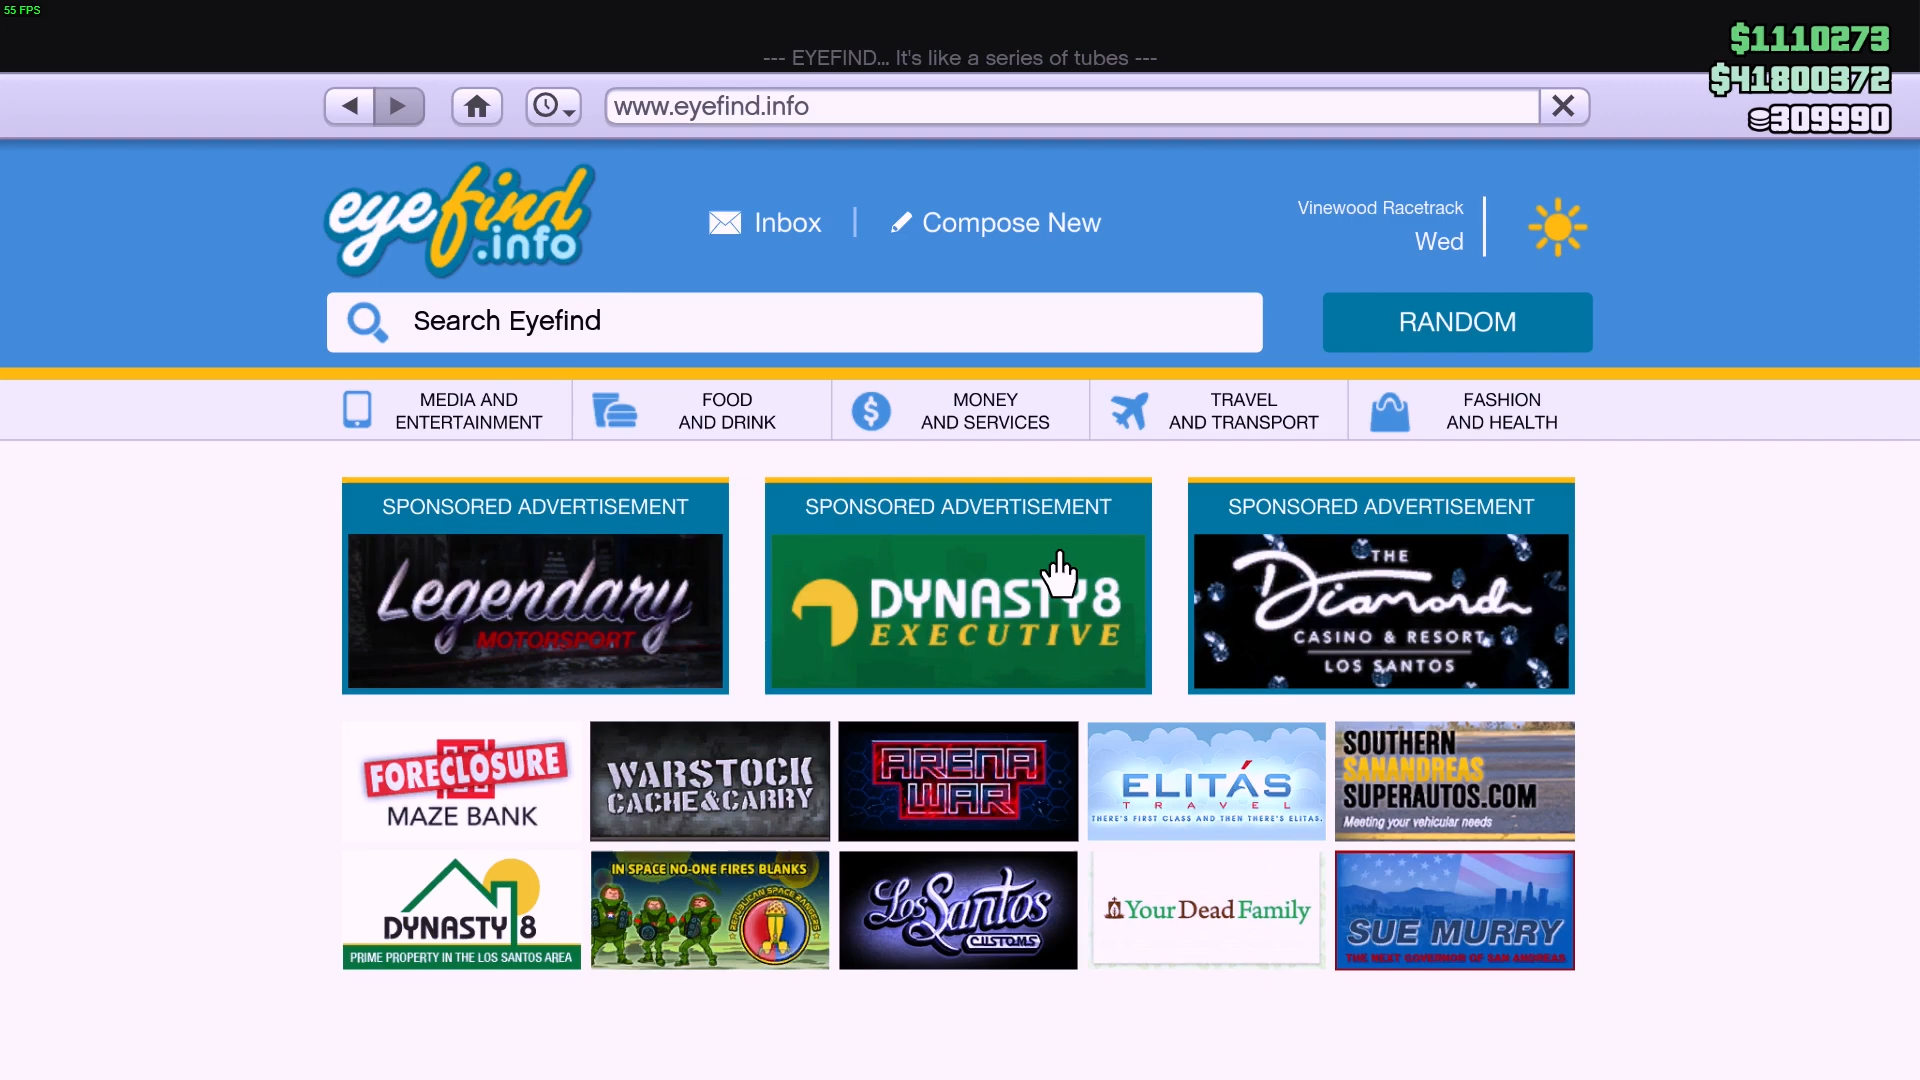 55 FPS
--- EYEFIND... It's like a series of tubes ---
$1110273
$41800372
309990
www.eyefind.info
eyefind
.info
Inbox
Compose New
Vinewood Racetrack
Wed
Search Eyefind
RANDOM
MEDIA AND
ENTERTAINMENT
FOOD
AND DRINK
MONEY
AND SERVICES
TRAVEL
AND TRANSPORT
FASHION
AND HEALTH
SPONSORED ADVERTISEMENT
Legendary
MOTORSPORT
SPONSORED ADVERTISEMENT
DYNASTY8
EXECUTIVE
SPONSORED ADVERTISEMENT
THE
Diamond
CASINO & RESORT
LOS SANTOS
FORECLOSURE
MAZE BANK
WARSTOCK
CACHE&CARRY
ARENA
WAR
ELITÁS
TRAVEL
THERE'S FIRST CLASS AND THEN THERE'S ELITAS.
SOUTHERN
SANANDREAS
SUPERAUTOS.COM
Meeting your vehicular needs
DYNASTY 8
PRIME PROPERTY IN THE LOS SANTOS AREA
IN SPACE NO-ONE FIRES BLANKS
REPUBLICAN SPACE RANGERS
Los Santos
CUSTOMS
YourDeadFamily
SUE MURRY
THE NEXT GOVERNOR OF SAN ANDREAS